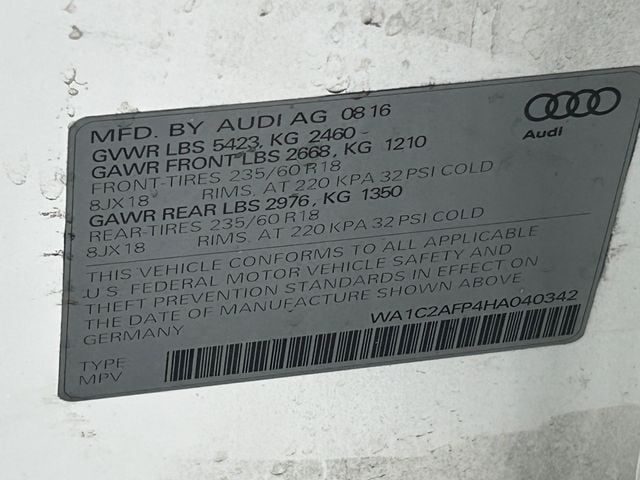 MFD. BY AUDI AG 08 16
GVWR LBS 5423, KG 2460
GAWR FRONT LBS 2668, KG 1210
FRONT-TIRES 235/60 R18
8JX18 RIMS, AT 220 KPA 32 PSI COLD
GAWR REAR LBS 2976, KG 1350
REAR-TIRES 235/60 R18
8JX18 RIMS, AT 220 KPA 32 PSI COLD
THIS VEHICLE CONFORMS TO ALL APPLICABLE
U.S. FEDERAL MOTOR VEHICLE SAFETY AND
THEFT PREVENTION STANDARDS IN EFFECT ON
THE DATE OF MANUFACTURE SHOWN ABOVE
GERMANY
WA1C2AFP4HA040342
TYPE
MPV
Audi